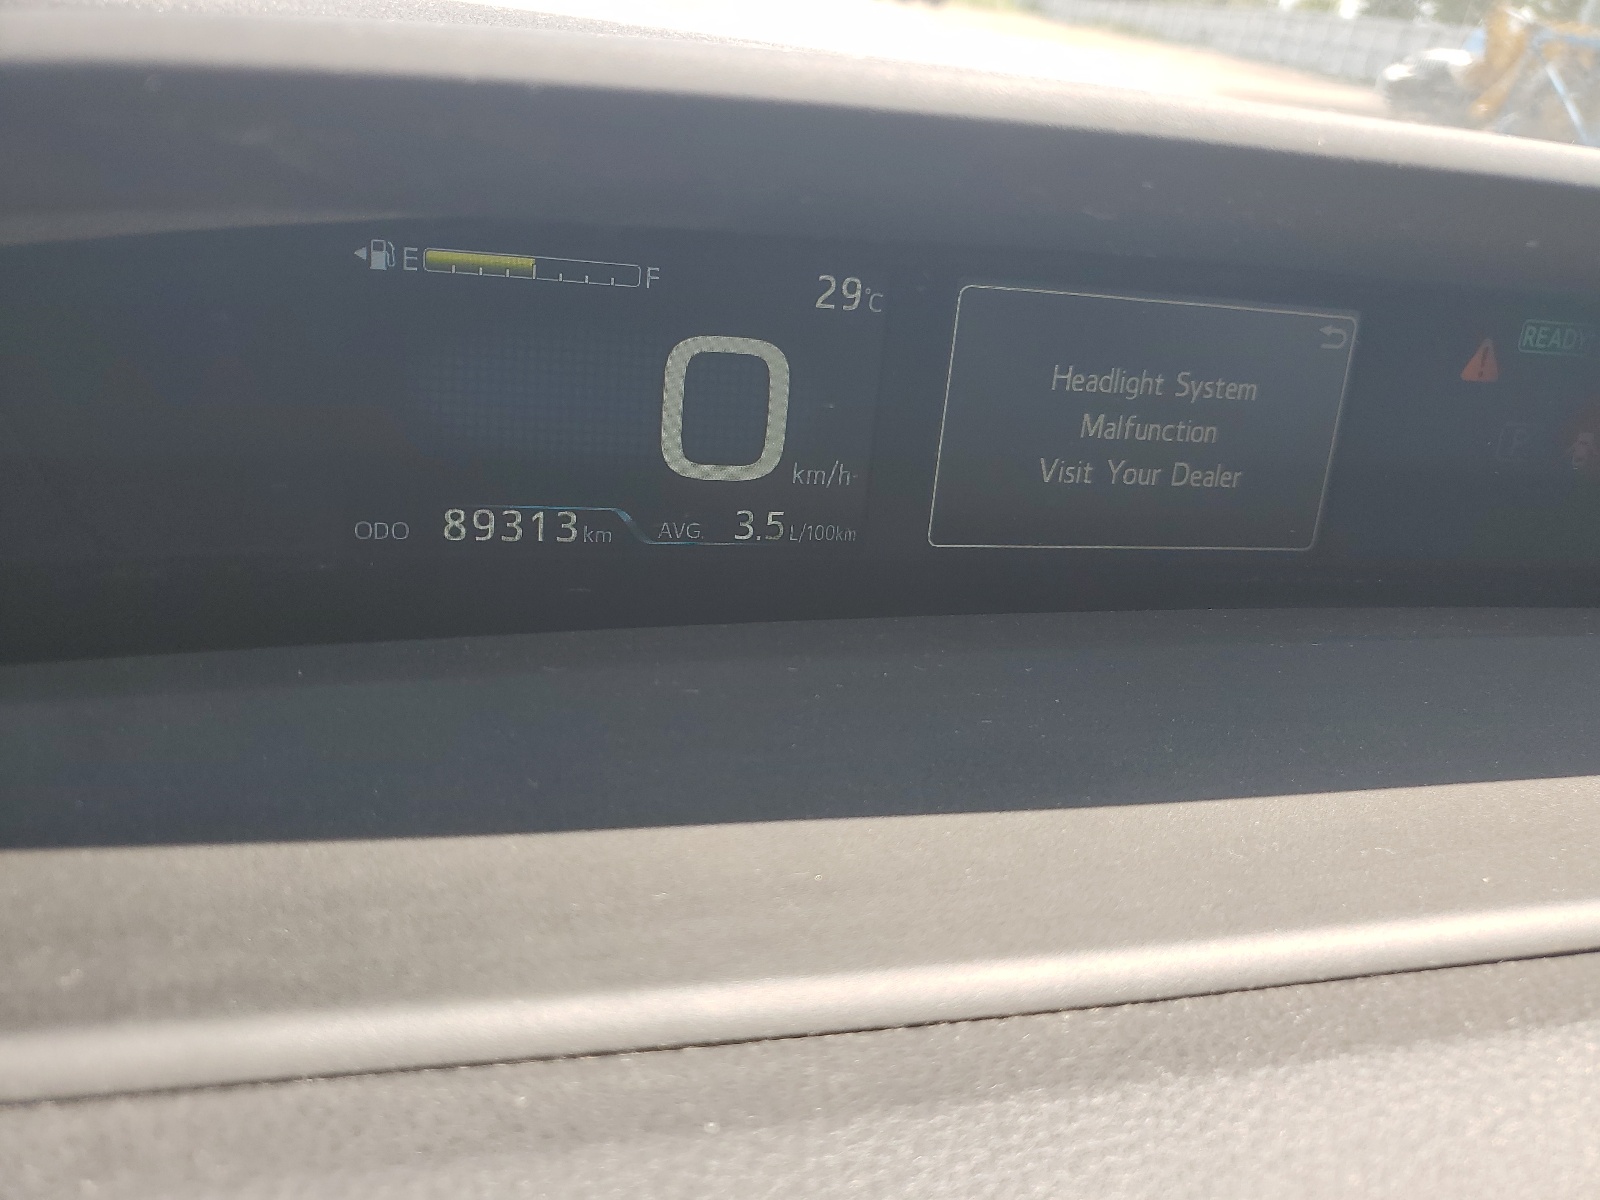 E F
29°C
0 km/h
ODO 89313 km AVG. 3.5 L/100km
Headlight System
Malfunction
Visit Your Dealer
READY